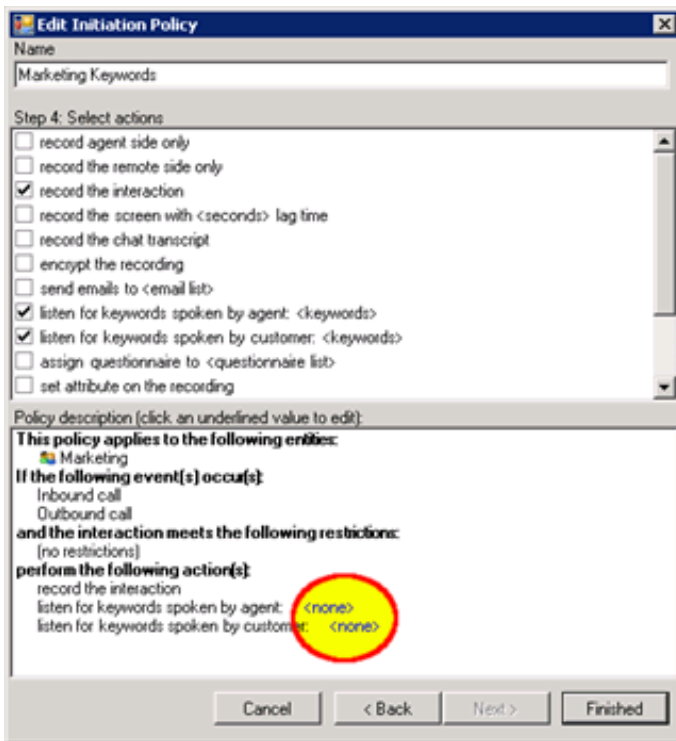 Edit Initiation Policy
Name
Marketing Keywords
Step 4: Select actions
record agent side only
record the remote side only
record the interaction
record the screen with <seconds> lag time
record the chat transcript
encrypt the recording
send emails to <email list>
listen for keywords spoken by agent: <keywords>
listen for keywords spoken by customer: <keywords>
assign questionnaire to <questionnaire list>
set attribute on the recording
Policy description (click an underlined value to edit):
This policy applies to the following entities:
Marketing
If the following event(s) occur(s):
Inbound call
Outbound call
and the interaction meets the following restrictions:
(no restrictions)
perform the following action(s):
record the interaction
listen for keywords spoken by agent: <none>
listen for keywords spoken by customer: <none>
Cancel < Back Next > Finished